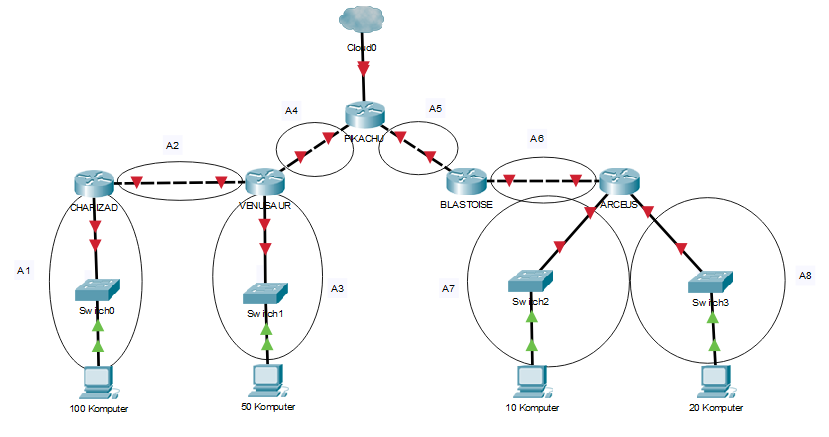 Cloud0
A4
A5
PIKACHU
A2
A6
CHARIZAD
VENUSAUR
BLASTOISE
ARCEUS
A1
A3
A7
A8
Switch0
Switch1
Switch2
Switch3
100 Komputer
50 Komputer
10 Komputer
20 Komputer